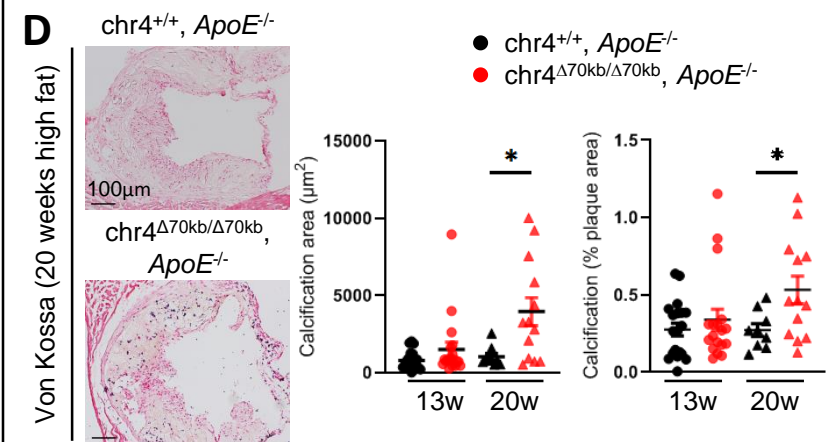 D
chr4+/+, ApoE-/-
Von Kossa (20 weeks high fat)
100µm
chr4Δ70kb/Δ70kb,
ApoE-/-
chr4+/+, ApoE-/-
chr4Δ70kb/Δ70kb, ApoE-/-
Calcification area (µm2)
15000
10000
5000
0
*
13w
20w
Calcification (% plaque area)
1.5
1.0
0.5
0.0
*
13w
20w